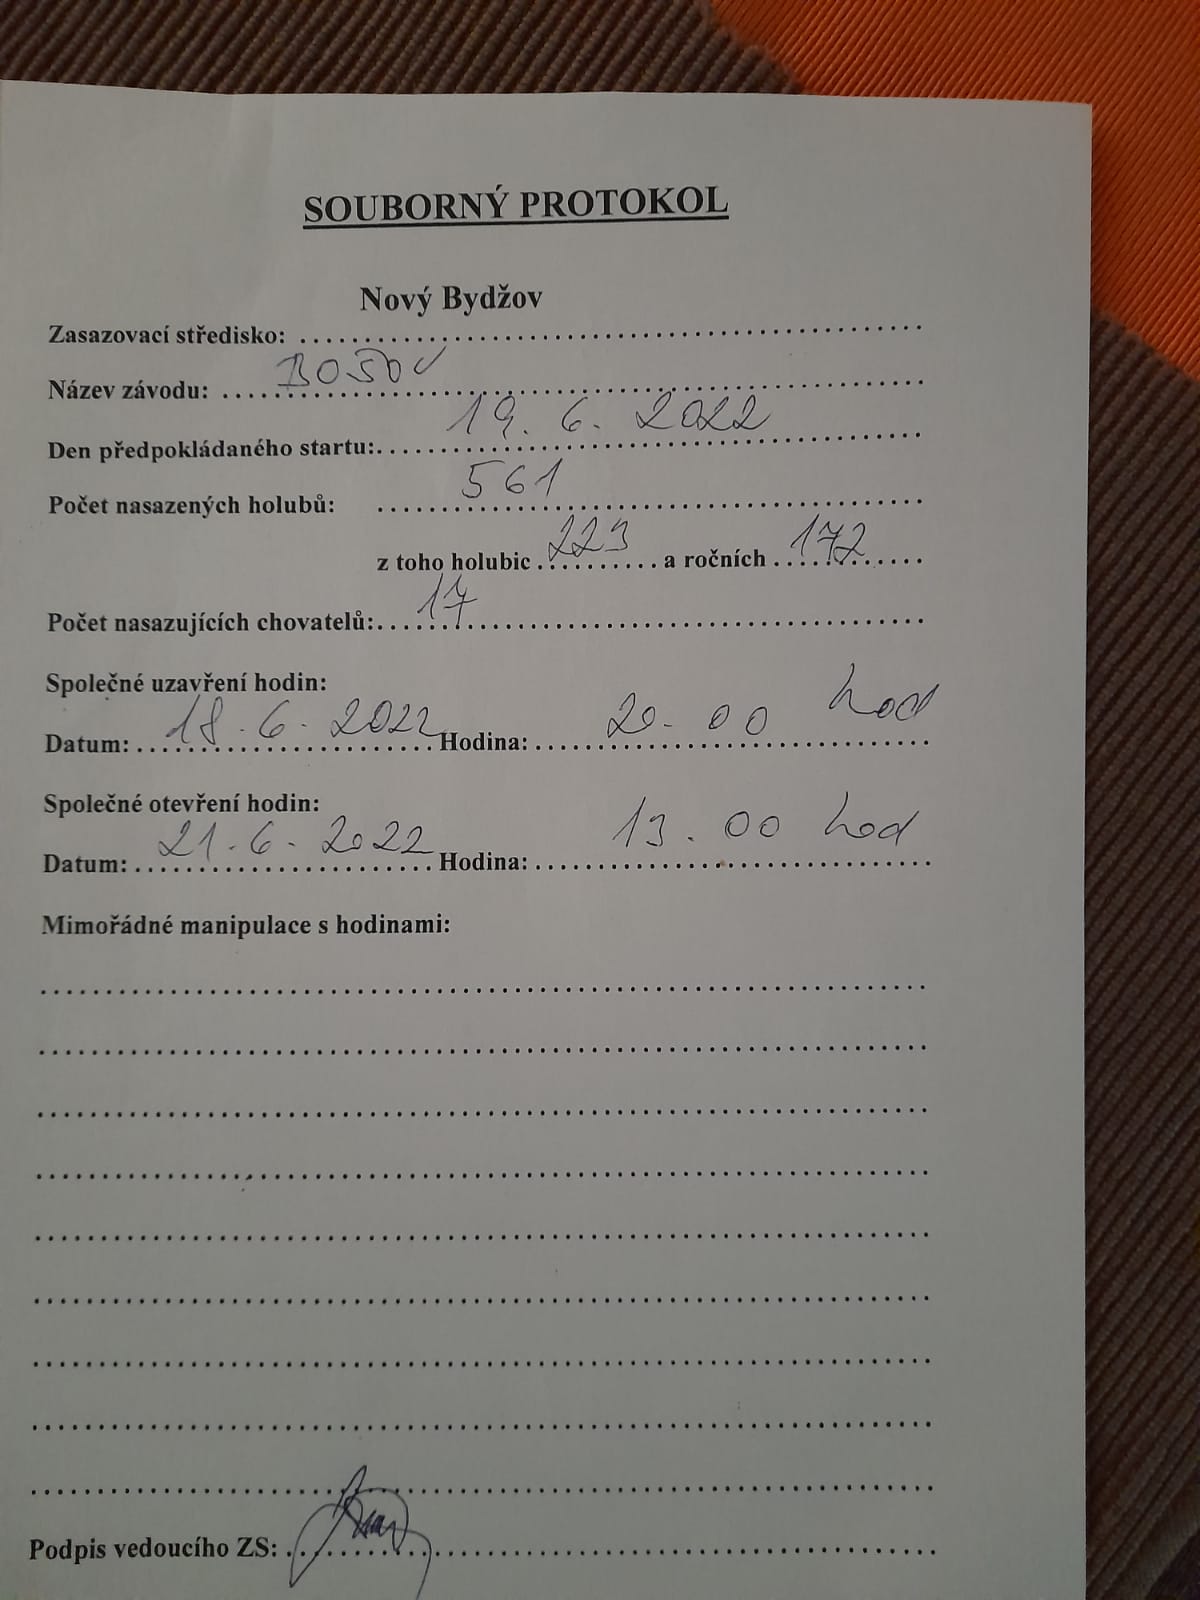 SOUBORNÝ PROTOKOL
Nový Bydžov
Zasazovací středisko:
Název závodu: BOŠOV
Den předpokládaného startu: 19. 6. 2022
Počet nasazených holubů: 561
z toho holubic 223 a ročních 172
Počet nasazujících chovatelů: 17
Společné uzavření hodin:
Datum: 18. 6. 2022 Hodina: 20. 00 hod
Společné otevření hodin:
Datum: 21. 6. 2022 Hodina: 13. 00 hod
Mimořádné manipulace s hodinami:
Podpis vedoucího ZS: